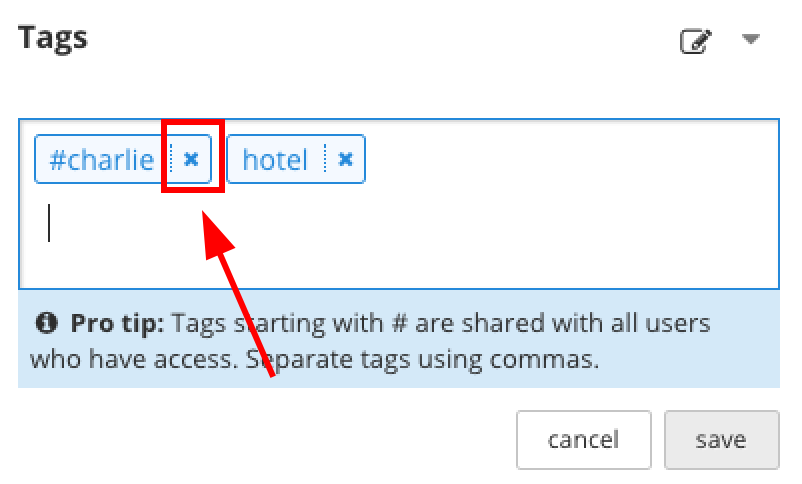 Tags
#charlie hotel
Pro tip: Tags starting with # are shared with all users
who have access. Separate tags using commas.
cancel save